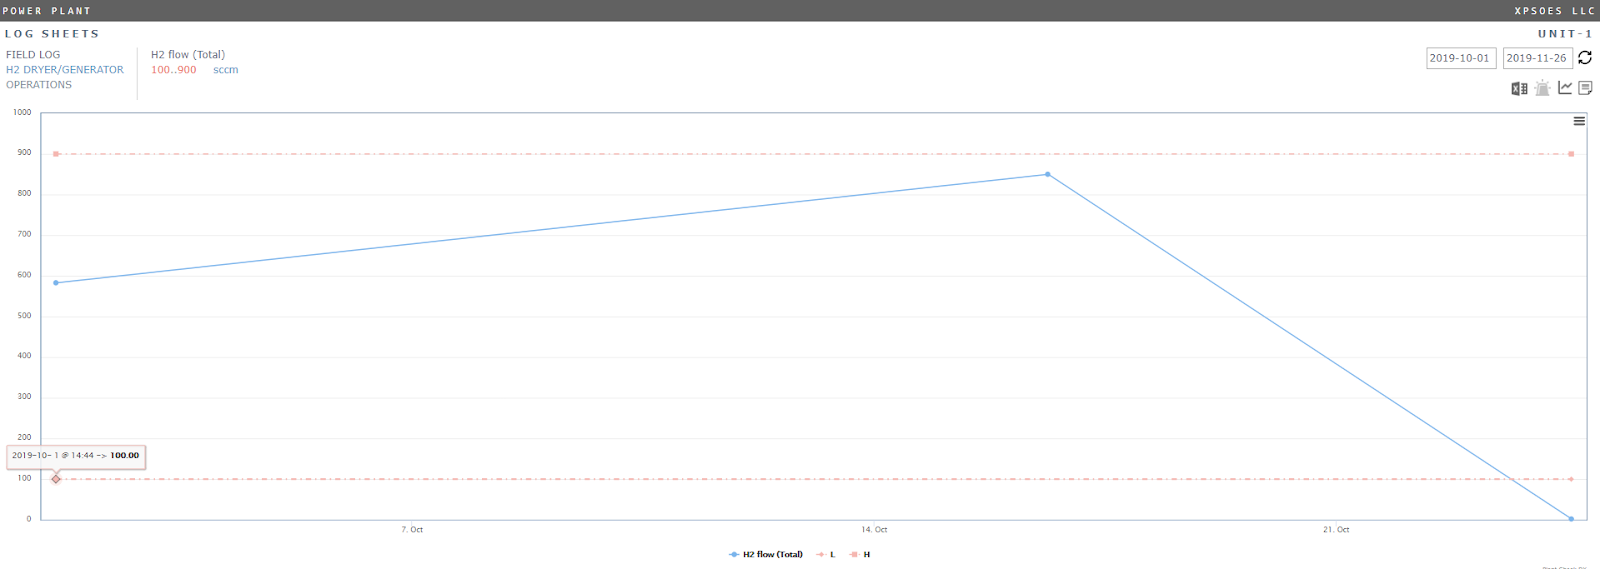 POWER PLANT XPSOES LLC
LOG SHEETS UNIT-1
FIELD LOG
H2 DRYER/GENERATOR
OPERATIONS
H2 flow (Total)
100..900 sccm
2019-10-01 2019-11-26
1000
900
800
700
600
500
400
300
200
2019-10- 1 @ 14:44 -> 100.00
100
0
7. Oct 14. Oct 21. Oct
H2 flow (Total) L H